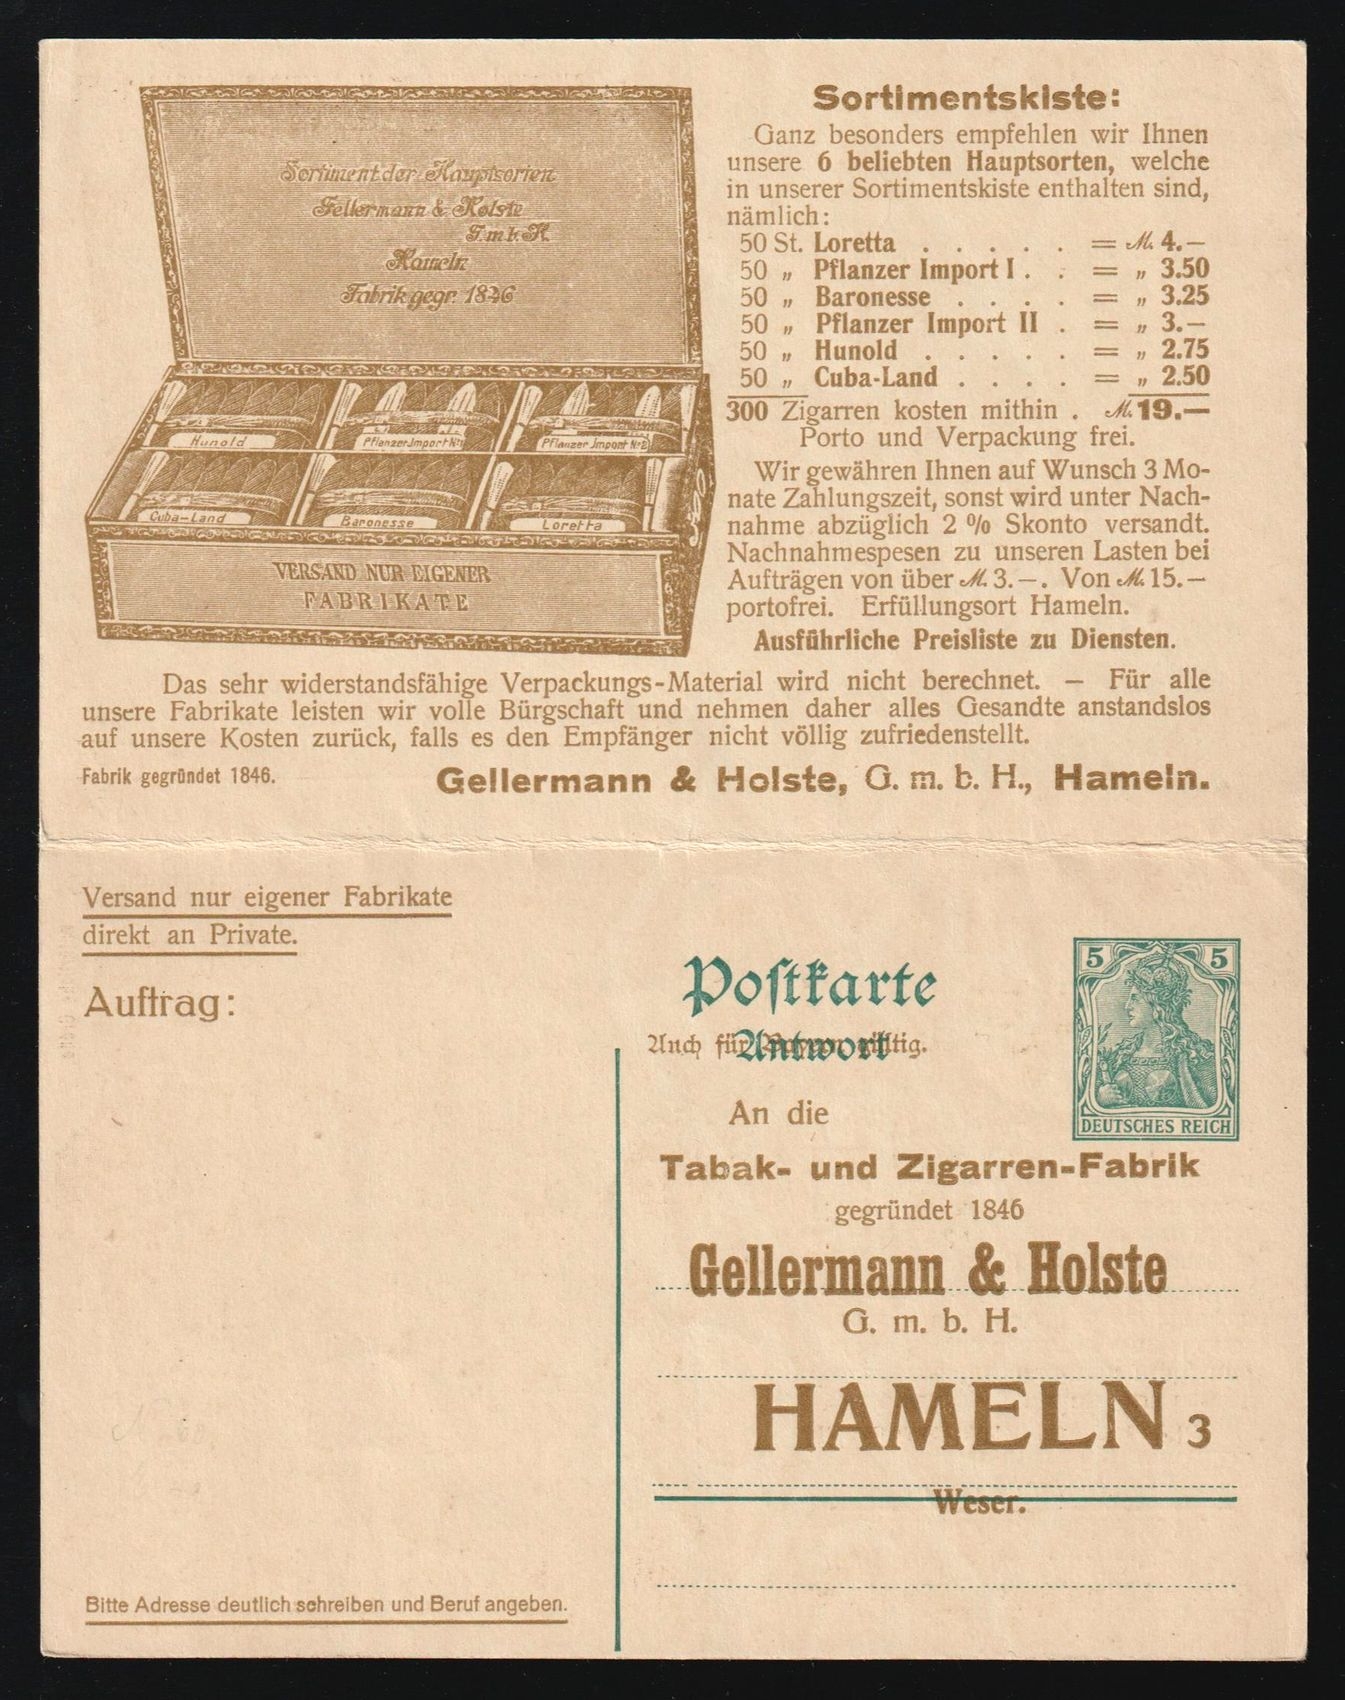 Sortiment der Hauptsorten
Gellermann & Holste
G.m.b.H.
Hameln
Fabrik gegr. 1846
Hunold
Pflanzer Import No 1
Pflanzer Import No 2
Cuba-Land
Baronesse
Loretta
VERSAND NUR EIGENER
FABRIKATE
Sortimentskiste:
Ganz besonders empfehlen wir Ihnen
unsere 6 beliebten Hauptsorten, welche
in unserer Sortimentskiste enthalten sind,
nämlich:
50 St. Loretta . . . . . = M. 4.—
50 „ Pflanzer Import I . . = „ 3.50
50 „ Baronesse . . . . = „ 3.25
50 „ Pflanzer Import II . = „ 3.—
50 „ Hunold . . . . . = „ 2.75
50 „ Cuba-Land . . . . = „ 2.50
300 Zigarren kosten mithin . M. 19.—
Porto und Verpackung frei.
Wir gewähren Ihnen auf Wunsch 3 Mo-
nate Zahlungszeit, sonst wird unter Nach-
nahme abzüglich 2 % Skonto versandt.
Nachnahmespesen zu unseren Lasten bei
Aufträgen von über M. 3.—. Von M. 15.—
portofrei. Erfüllungsort Hameln.
Ausführliche Preisliste zu Diensten.
Das sehr widerstandsfähige Verpackungs-Material wird nicht berechnet. — Für alle
unsere Fabrikate leisten wir volle Bürgschaft und nehmen daher alles Gesandte anstandslos
auf unsere Kosten zurück, falls es den Empfänger nicht völlig zufriedenstellt.
Fabrik gegründet 1846. Gellermann & Holste, G. m. b. H., Hameln.
Versand nur eigener Fabrikate
direkt an Private.
Auftrag:
Bitte Adresse deutlich schreiben und Beruf angeben.
Postkarte
Auch für Bayern gültig.
Antwort
5 5
DEUTSCHES REICH
An die
Tabak- und Zigarren-Fabrik
gegründet 1846
Gellermann & Holste
G. m. b. H.
HAMELN 3
Weser.